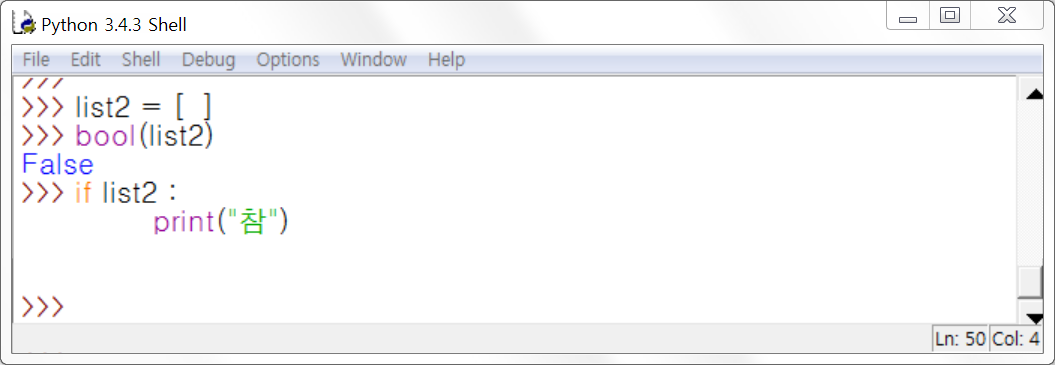 Python 3.4.3 Shell
File Edit Shell Debug Options Window Help
>>>
>>> list2 = [ ]
>>> bool(list2)
False
>>> if list2 :
print("참")
>>>
Ln: 50 Col: 4